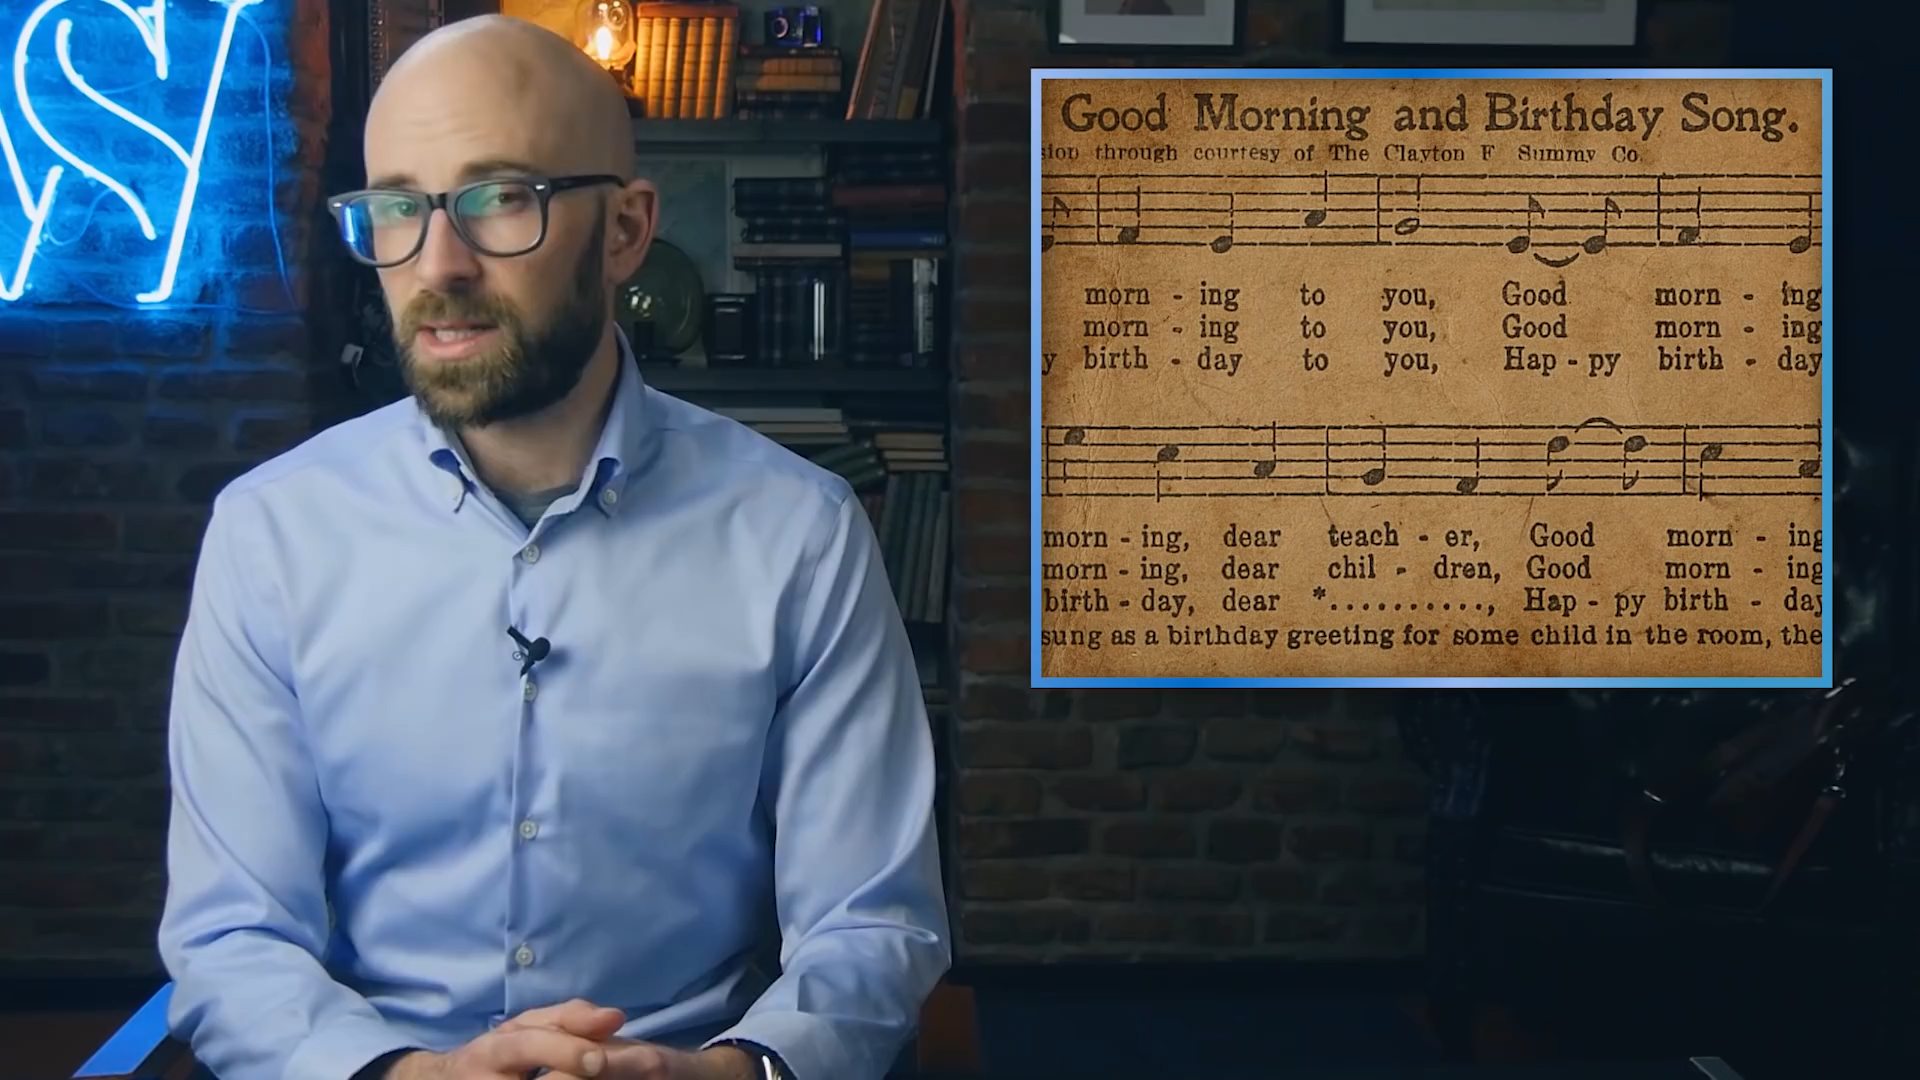 S
Good Morning and Birthday Song.
through courtesy of The Clayton F Summy Co.
morn - ing to you, Good morn - ing
morn - ing to you, Good morn - ing
y birth - day to you, Hap - py birth - day
morn - ing, dear teach - er, Good morn - ing
morn - ing, dear chil - dren, Good morn - ing
birth - day, dear *.........., Hap - py birth - day
sung as a birthday greeting for some child in the room, the